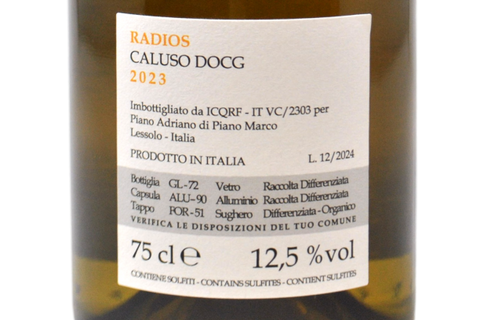 RADIOS
CALUSO DOCG
2023
Imbottigliato da ICQRF - IT VC/2303 per
Piano Adriano di Piano Marco
Lessolo - Italia
PRODOTTO IN ITALIA L. 12/2024
Bottiglia GL-72 Vetro Raccolta Differenziata
Capsula ALU-90 Alluminio Raccolta Differenziata
Tappo FOR-51 Sughero Differenziata - Organico
VERIFICA LE DISPOSIZIONI DEL TUO COMUNE
75 cl ℮ 12,5 %vol
CONTIENE SOLFITI - CONTAINS SULFITES - CONTIENT SULFITES